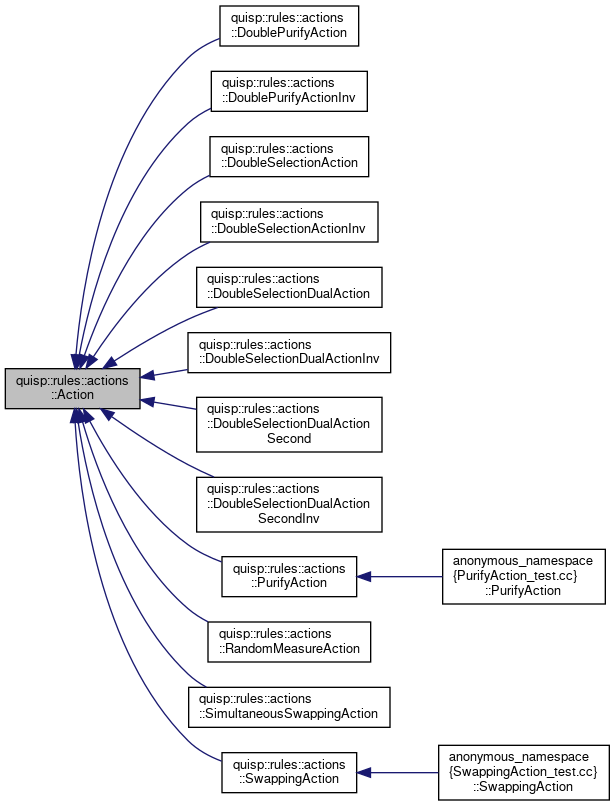 quisp::rules::actions
::DoublePurifyAction
quisp::rules::actions
::DoublePurifyActionInv
quisp::rules::actions
::DoubleSelectionAction
quisp::rules::actions
::DoubleSelectionActionInv
quisp::rules::actions
::DoubleSelectionDualAction
quisp::rules::actions
::DoubleSelectionDualActionInv
quisp::rules::actions
::Action
quisp::rules::actions
::DoubleSelectionDualAction
Second
quisp::rules::actions
::DoubleSelectionDualAction
SecondInv
quisp::rules::actions
::PurifyAction
anonymous_namespace
{PurifyAction_test.cc}
::PurifyAction
quisp::rules::actions
::RandomMeasureAction
quisp::rules::actions
::SimultaneousSwappingAction
quisp::rules::actions
::SwappingAction
anonymous_namespace
{SwappingAction_test.cc}
::SwappingAction